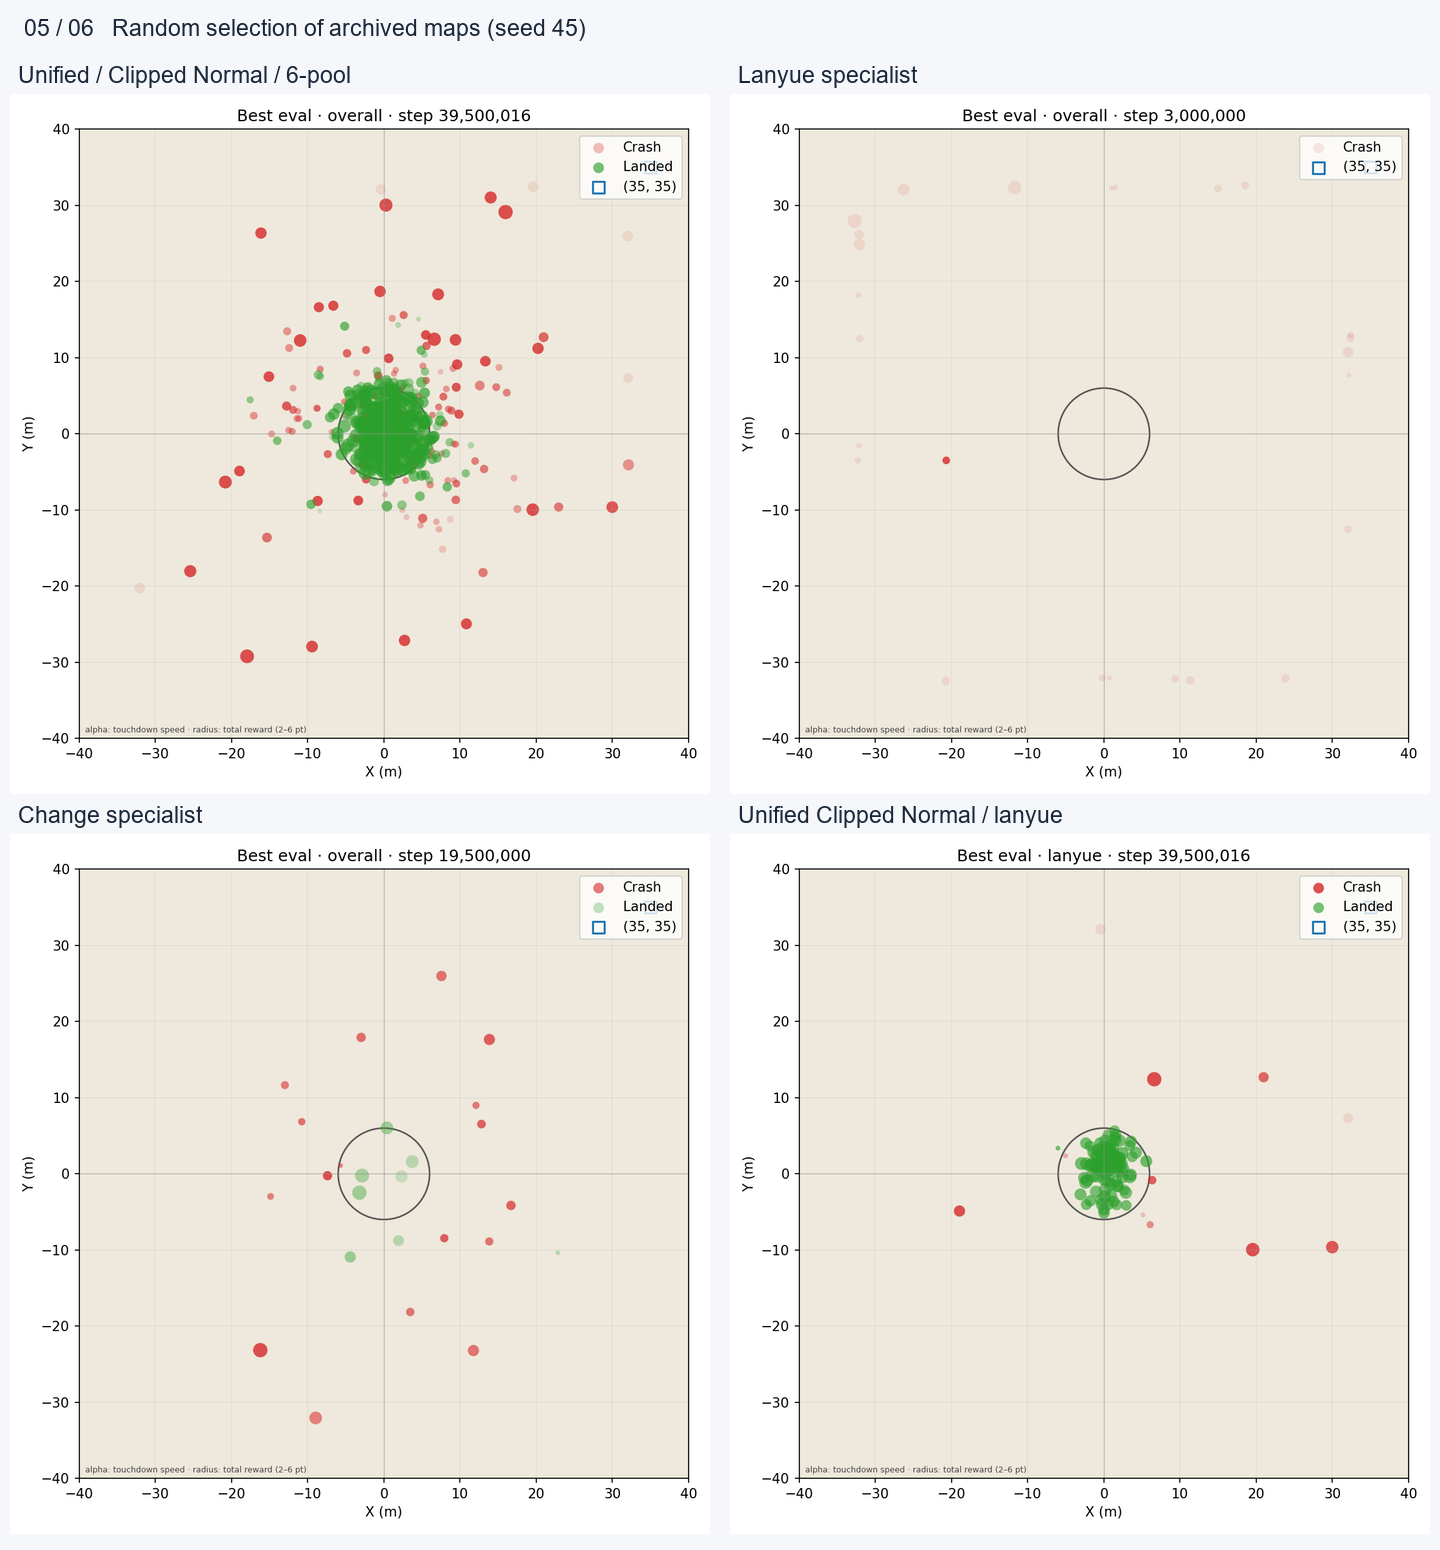 05 / 06   Random selection of archived maps (seed 45)
Unified / Clipped Normal / 6-pool
Best eval · overall · step 39,500,016
Crash
Landed
(35, 35)
40
30
20
10
0
−10
−20
−30
−40
Y (m)
alpha: touchdown speed · radius: total reward (2–6 pt)
−40 −30 −20 −10 0 10 20 30 40
X (m)
Lanyue specialist
Best eval · overall · step 3,000,000
Crash
(35, 35)
40
30
20
10
0
−10
−20
−30
−40
Y (m)
alpha: touchdown speed · radius: total reward (2–6 pt)
−40 −30 −20 −10 0 10 20 30 40
X (m)
Change specialist
Best eval · overall · step 19,500,000
Crash
Landed
(35, 35)
40
30
20
10
0
−10
−20
−30
−40
Y (m)
alpha: touchdown speed · radius: total reward (2–6 pt)
−40 −30 −20 −10 0 10 20 30 40
X (m)
Unified Clipped Normal / lanyue
Best eval · lanyue · step 39,500,016
Crash
Landed
(35, 35)
40
30
20
10
0
−10
−20
−30
−40
Y (m)
alpha: touchdown speed · radius: total reward (2–6 pt)
−40 −30 −20 −10 0 10 20 30 40
X (m)